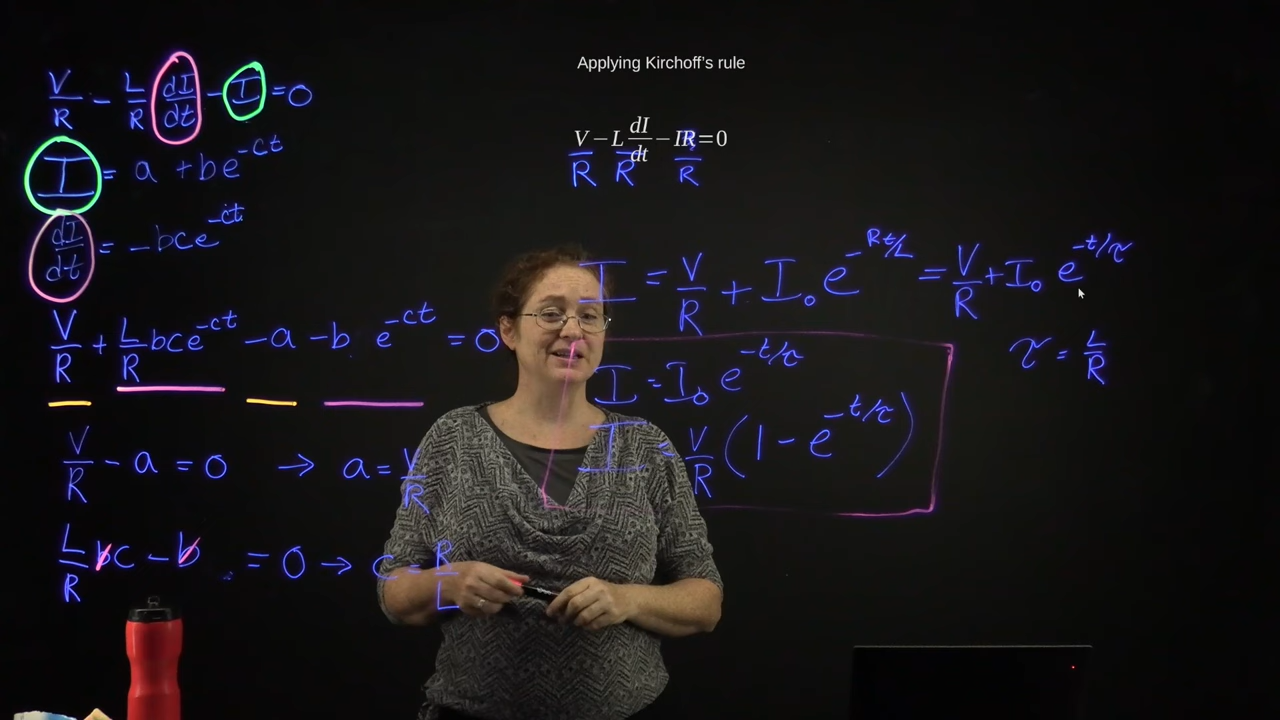 Applying Kirchoff's rule
V/R − L/R dI/dt − I = 0
V − L dI/dt − IR = 0
R R R
I = a + be^-ct
dI/dt = −bce^-ct
I = V/R + I₀ e^-Rt/L = V/R + I₀ e^-t/τ
V/R + L/R bce^-ct − a − b e^-ct = 0
τ = L/R
I = I₀ e^-t/τ
I = V/R (1 − e^-t/τ)
V/R − a = 0 → a = V/R
L/R bc − b = 0 → c = R/L